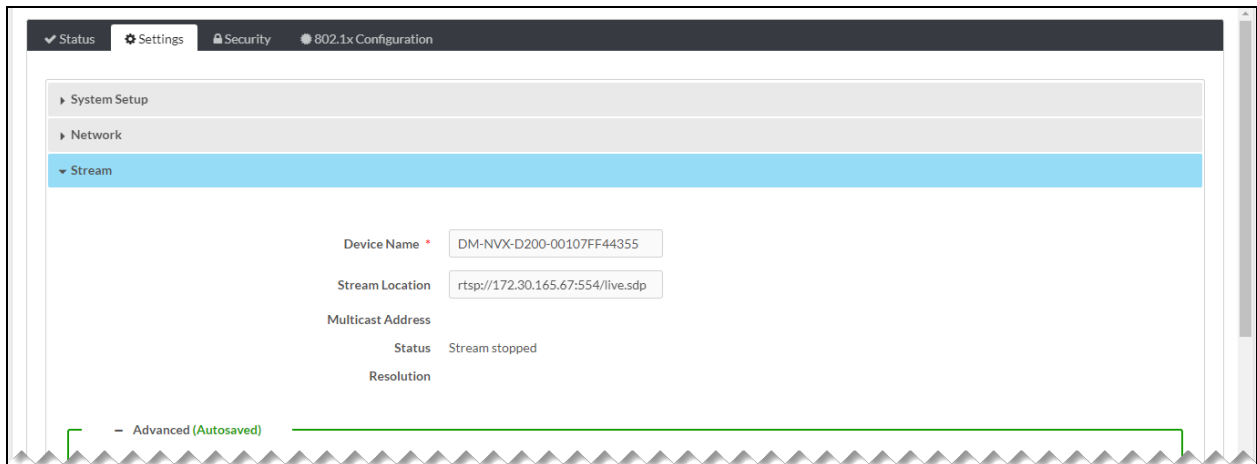 Status Settings Security 802.1x Configuration
System Setup
Network
Stream
Device Name * DM-NVX-D200-00107FF44355
Stream Location rtsp://172.30.165.67:554/live.sdp
Multicast Address
Status Stream stopped
Resolution
− Advanced (Autosaved)